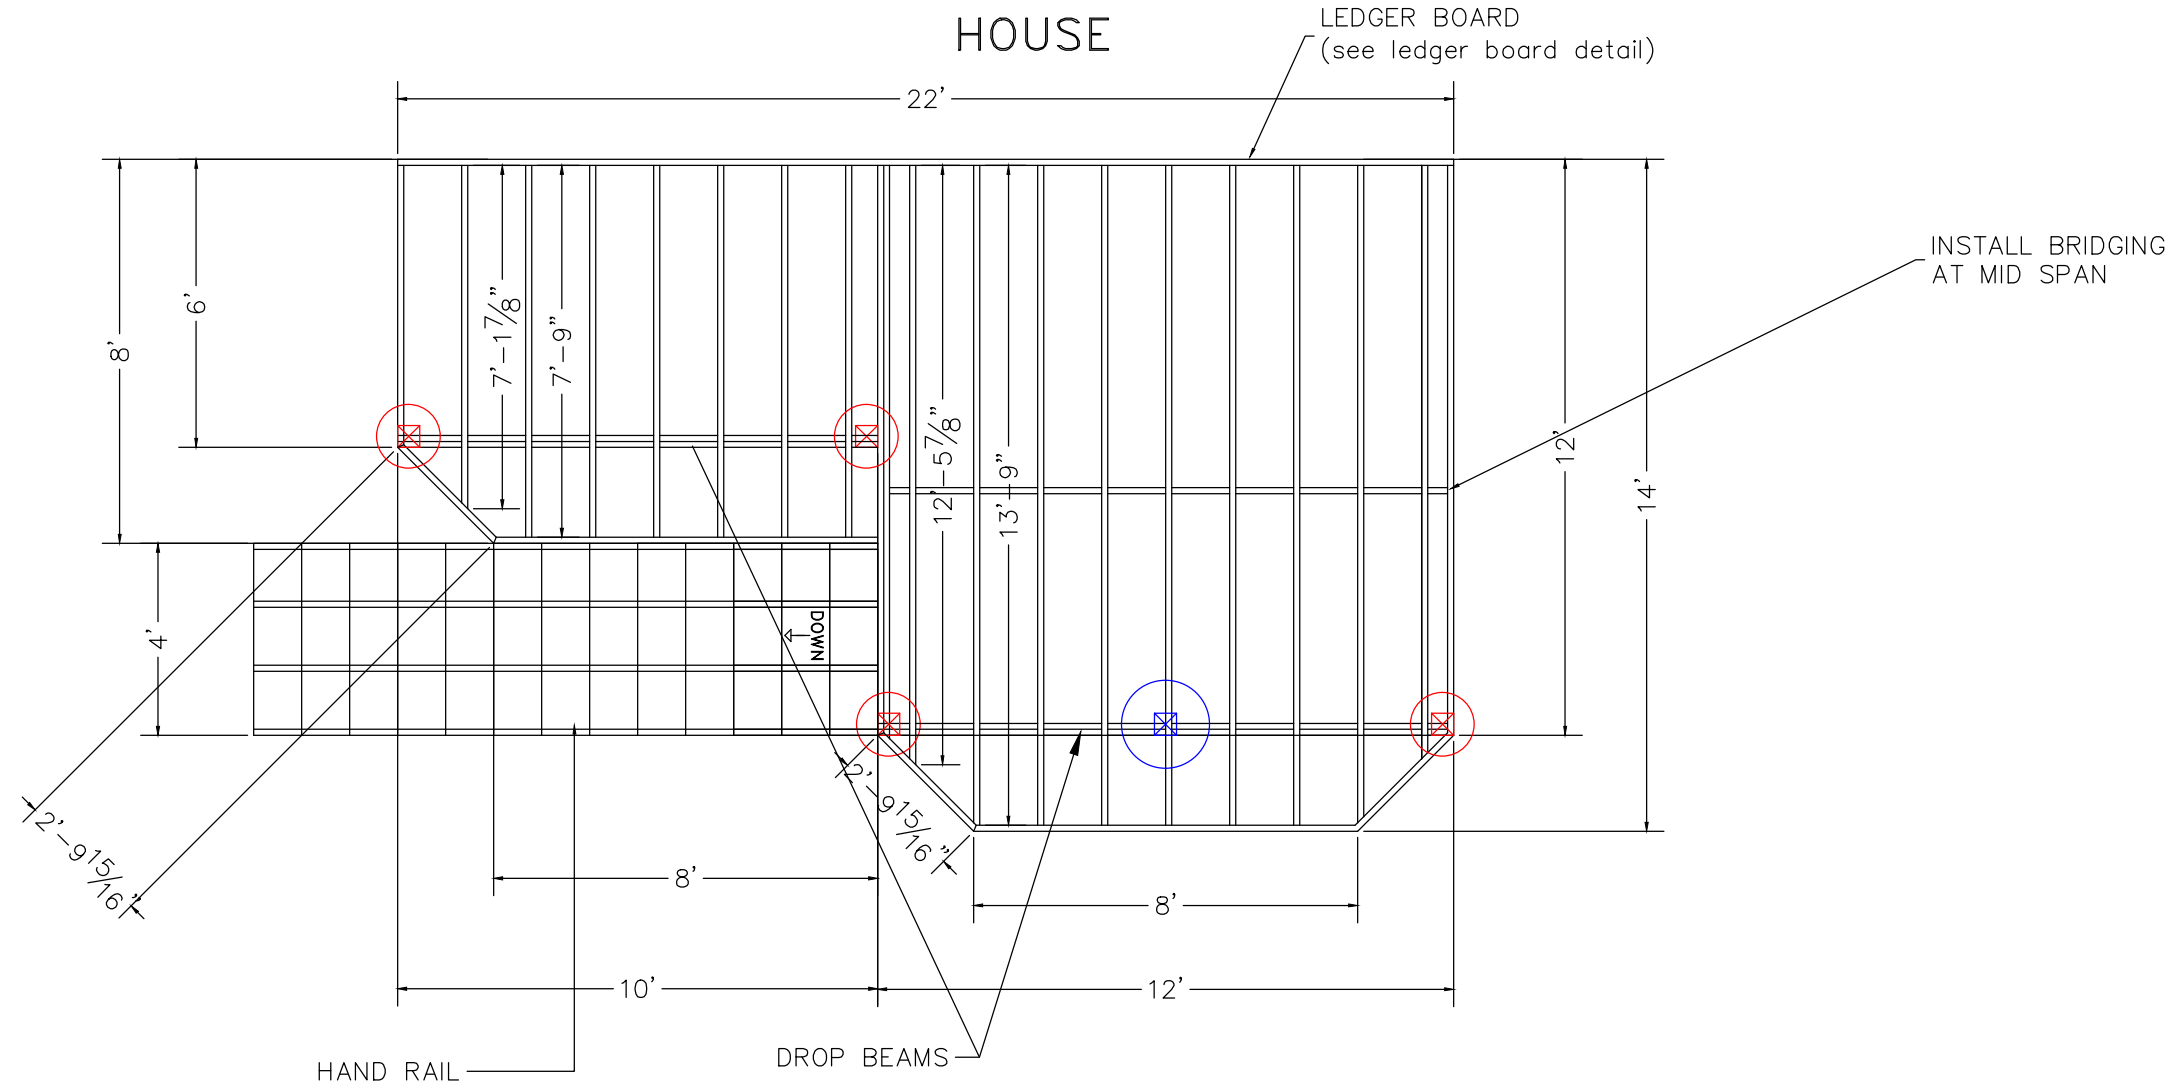 HOUSE
LEDGER BOARD
(see ledger board detail)
22'
INSTALL BRIDGING
AT MID SPAN
6'
8'
7'-1 7/8"
7'-9"
12'-5 7/8"
13'-9"
12'
14'
4'
DOWN
2'-9 15/16"
2'-9 15/16"
8'
8'
10'
12'
DROP BEAMS
HAND RAIL